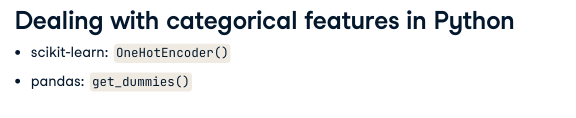 Dealing with categorical features in Python
• scikit-learn: OneHotEncoder()
• pandas: get_dummies()